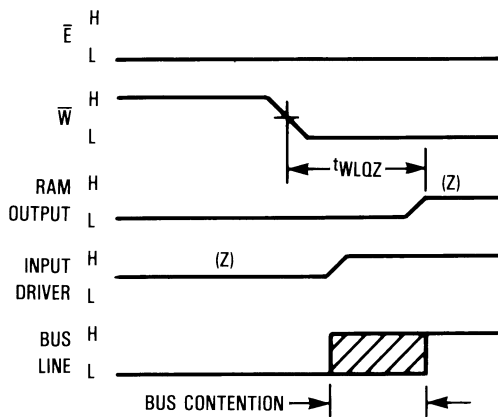 E̅
H
L
W̅
H
L
tWLQZ
RAM
OUTPUT
H
L
(Z)
INPUT
DRIVER
H
L
(Z)
BUS
LINE
H
L
BUS CONTENTION